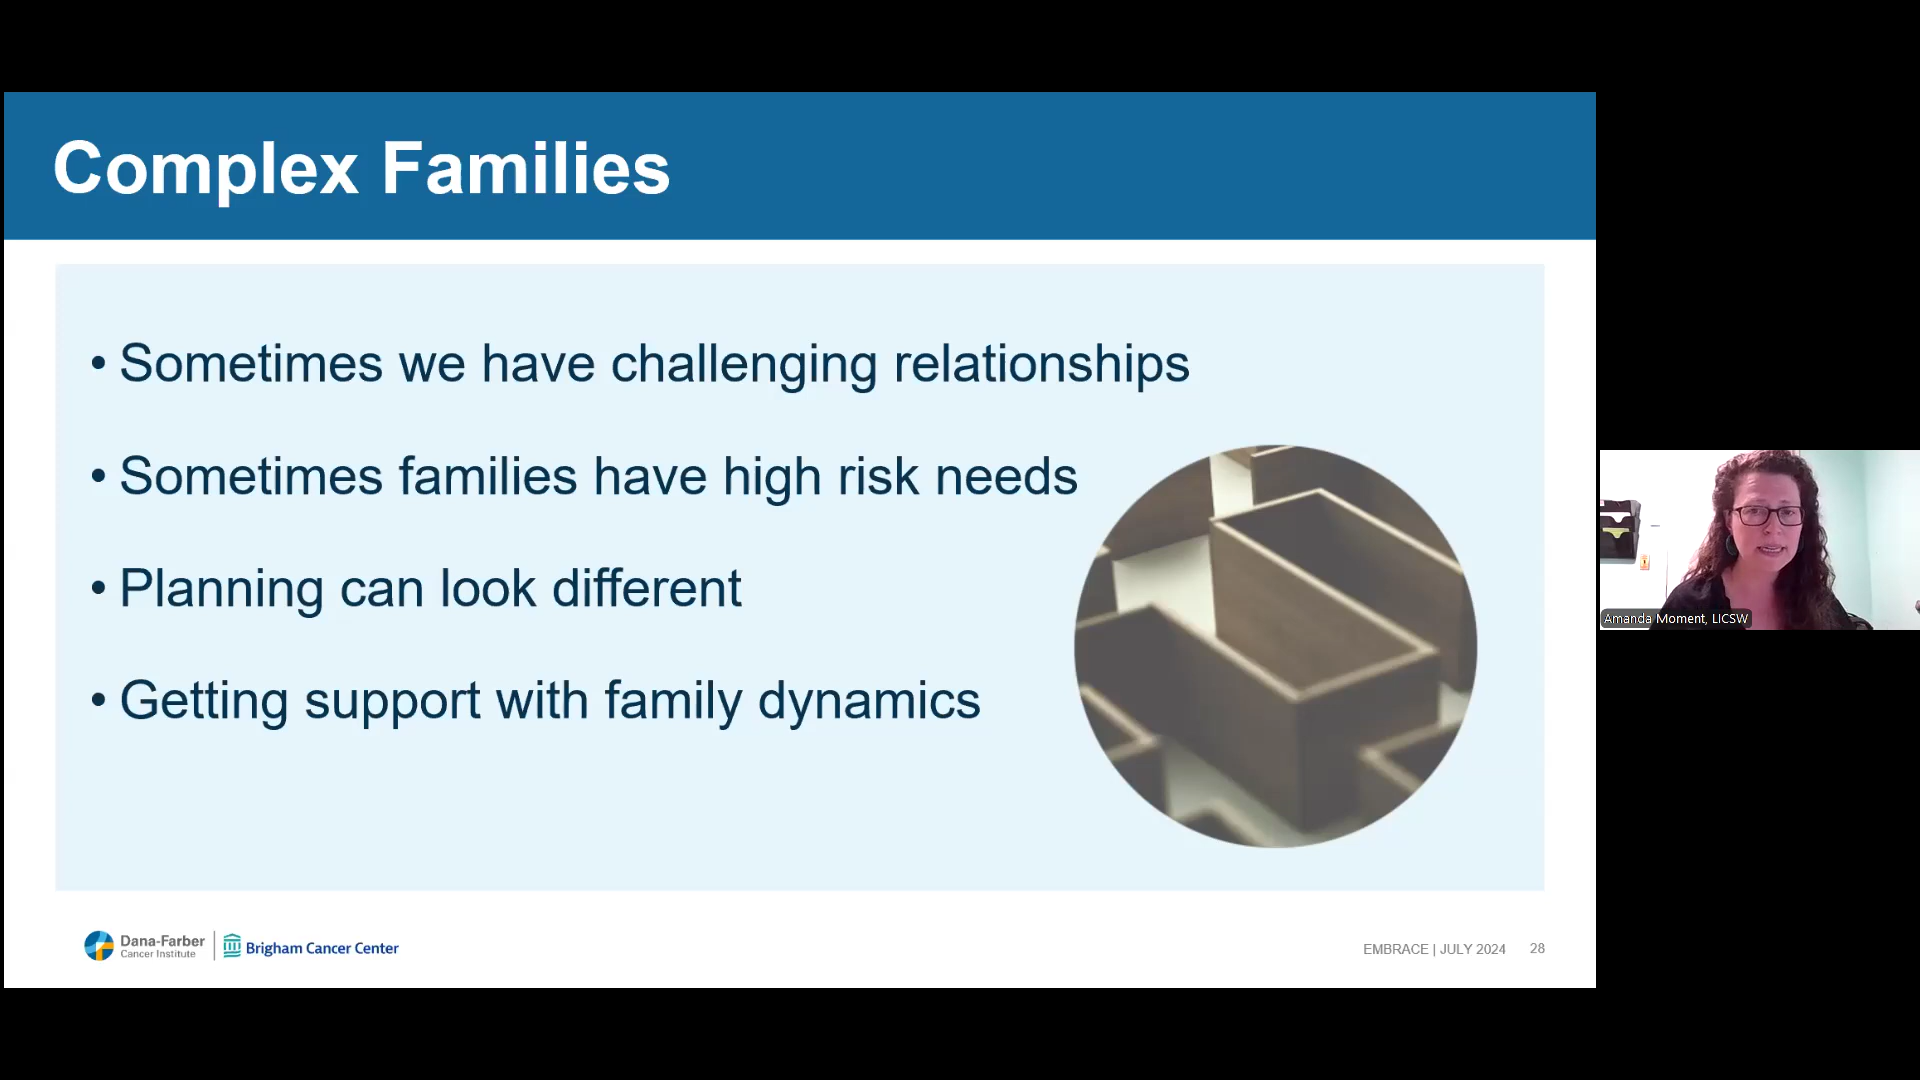 Complex Families
• Sometimes we have challenging relationships
• Sometimes families have high risk needs
• Planning can look different
• Getting support with family dynamics
Amanda Moment, LICSW
Dana-Farber
Cancer Institute
Brigham Cancer Center
EMBRACE | JULY 2024 28